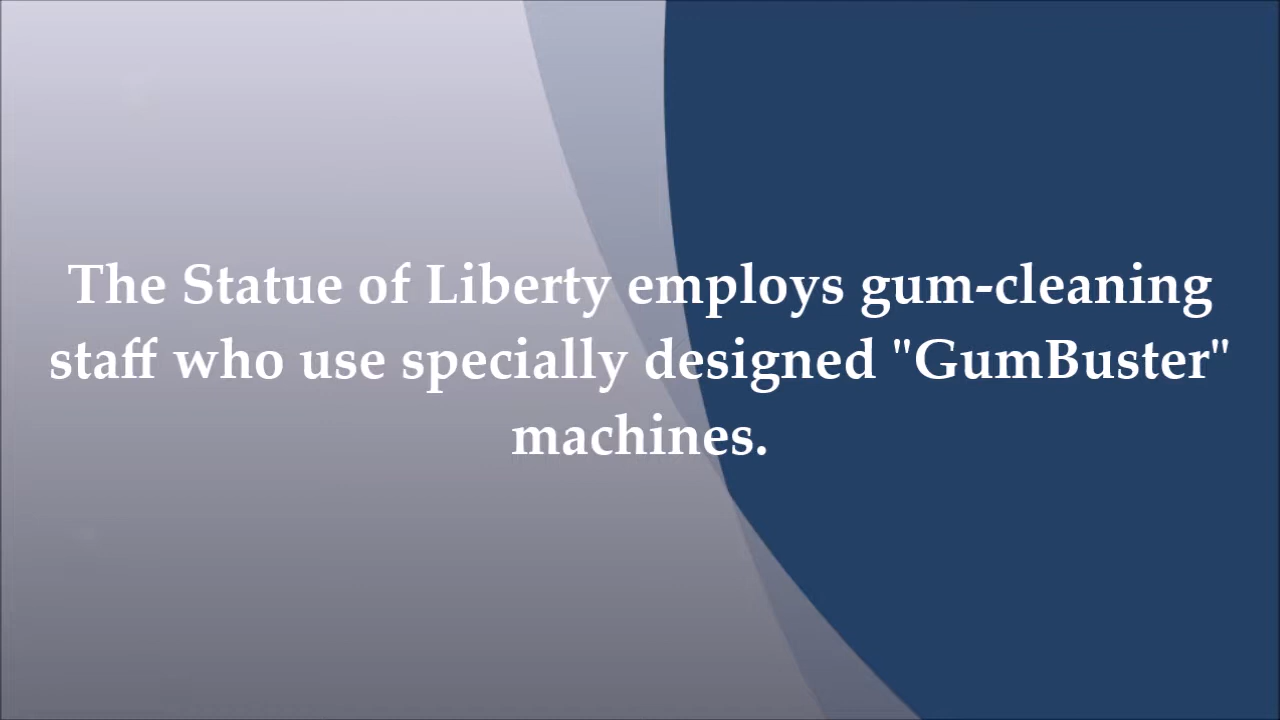 The Statue of Liberty employs gum-cleaning
staff who use specially designed "GumBuster"
machines.